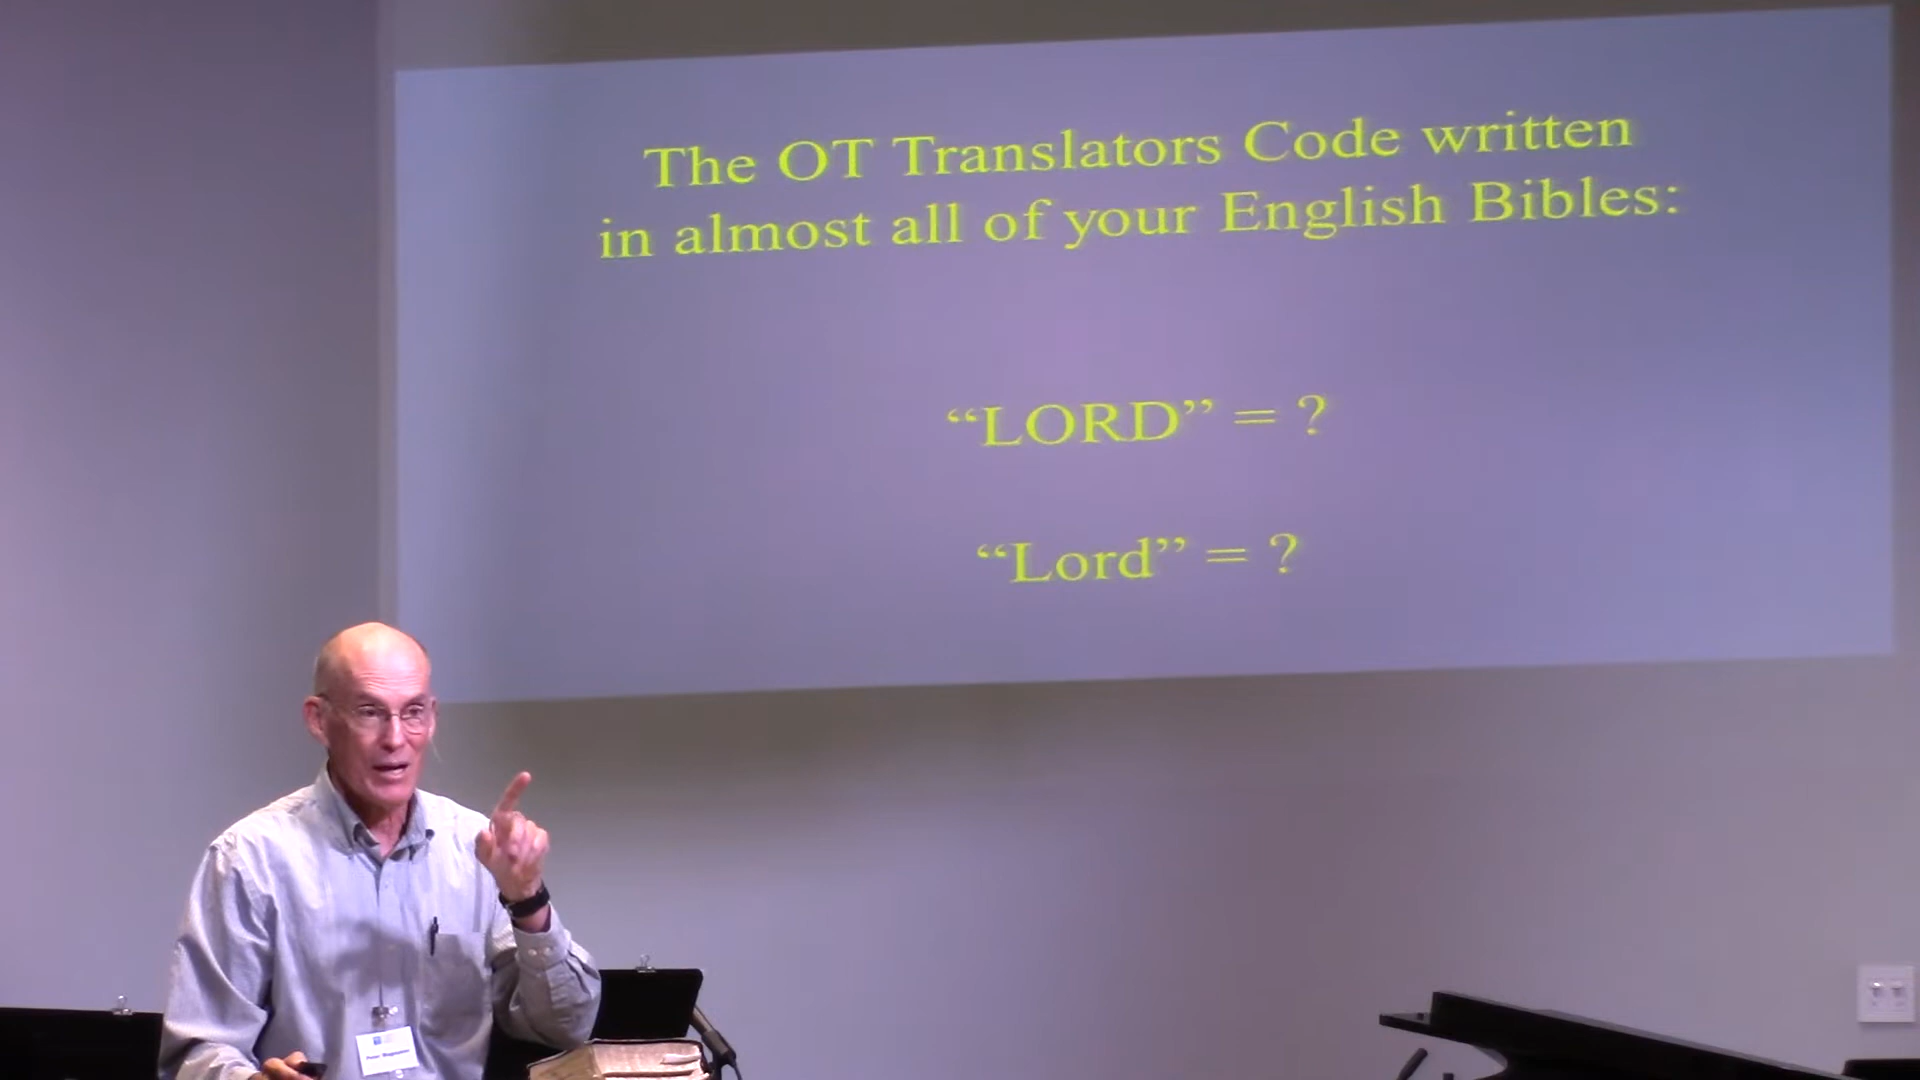 The OT Translators Code written
in almost all of your English Bibles:
“LORD” = ?
“Lord” = ?